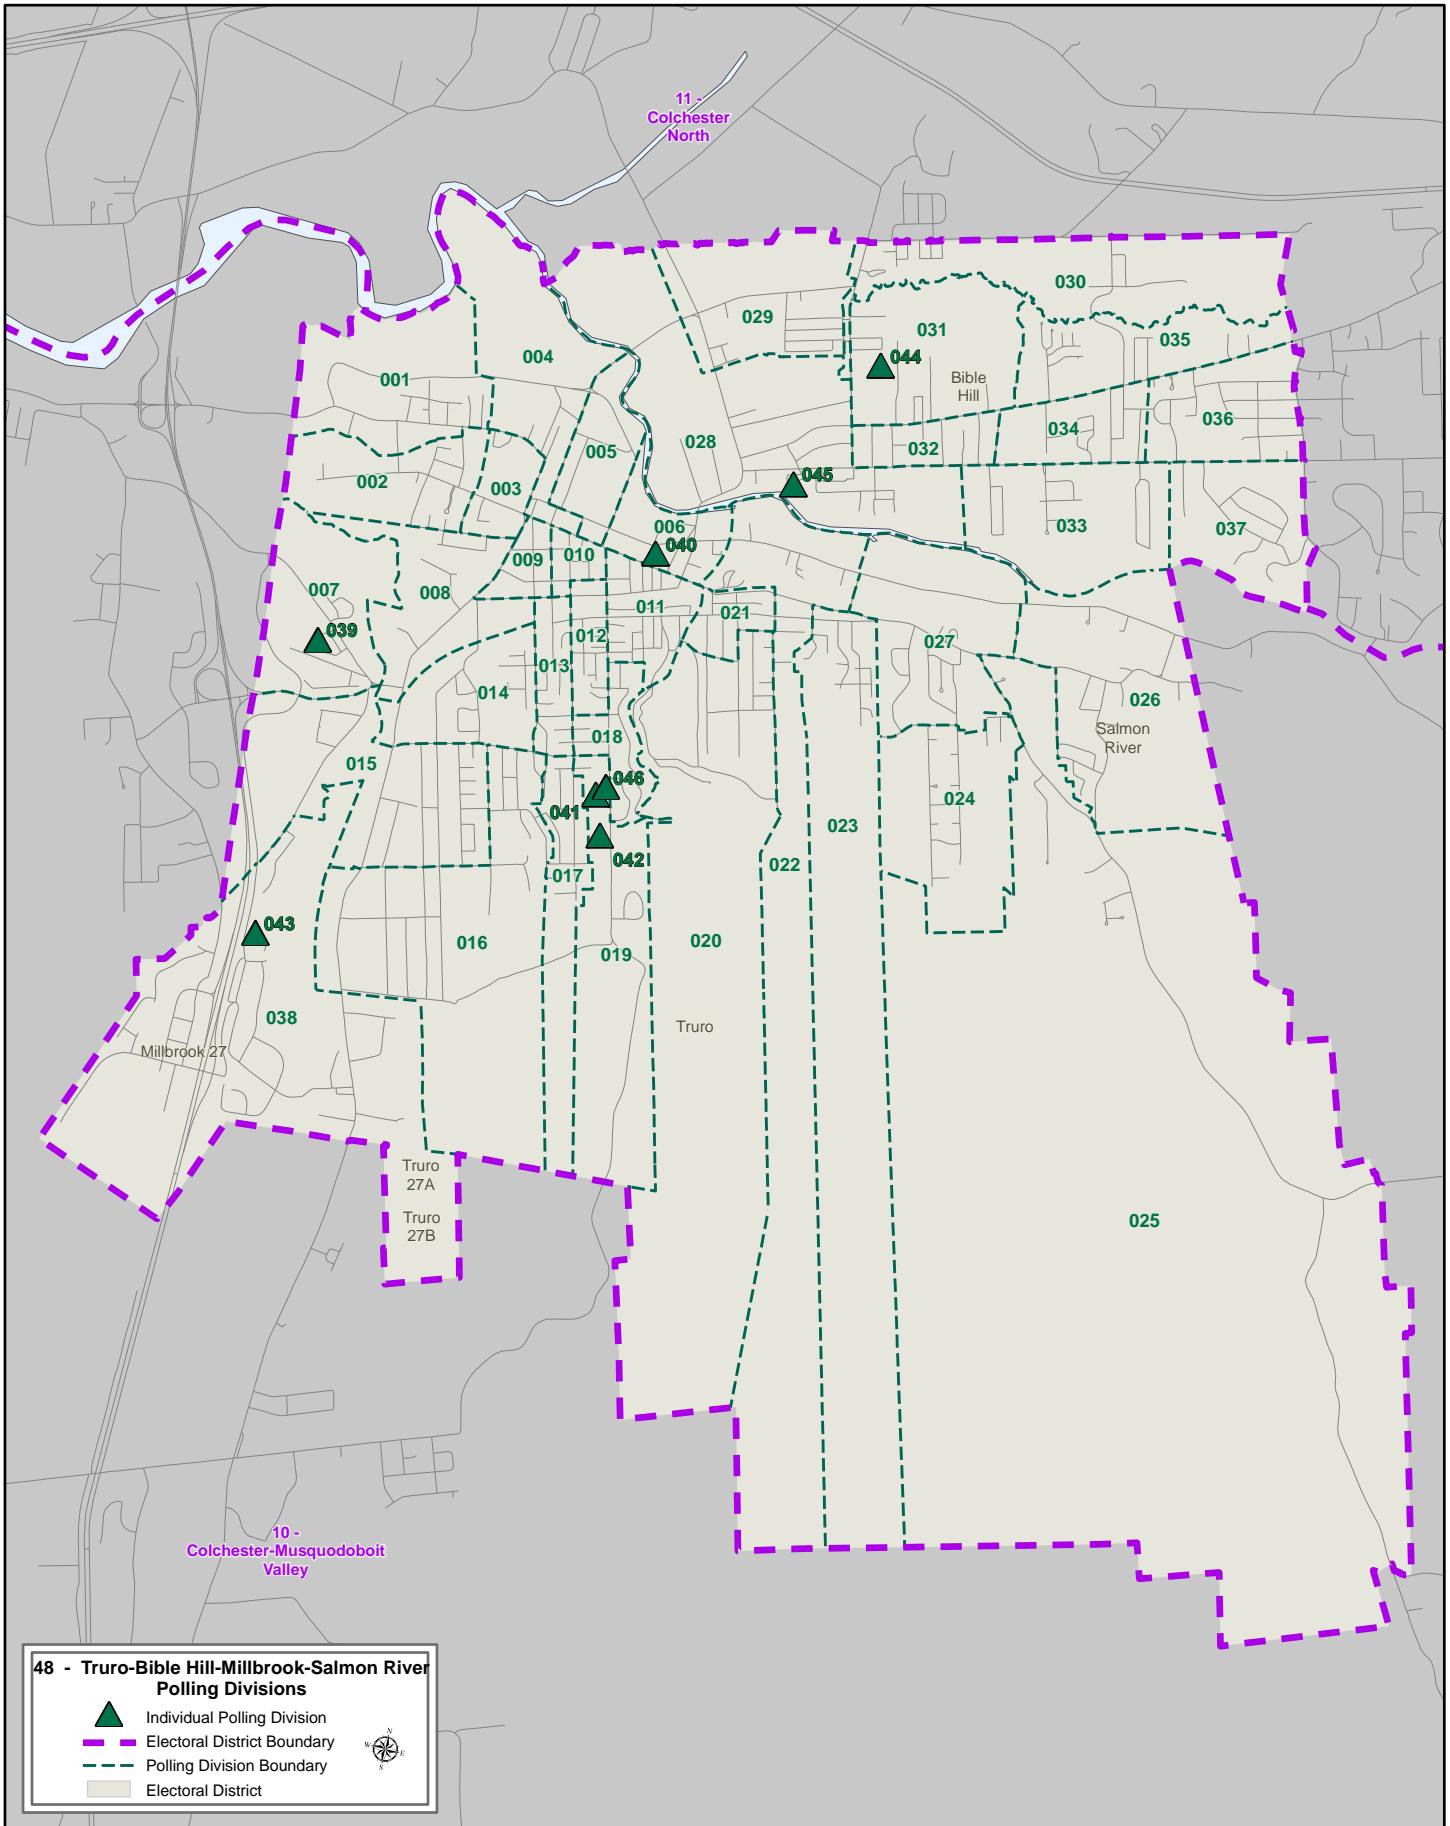 11 -
Colchester
North
030
029
031
035
004
044
001
Bible
Hill
036
034
028
032
005
002
003
045
006
033
037
040
010
009
007
008
011
021
039
012
027
013
014
026
018
Salmon
River
015
046
041
024
023
042
022
017
043
016
019
020
038
Truro
Millbrook 27
Truro
27A
Truro
27B
025
10 -
Colchester-Musquodoboit
Valley
48 - Truro-Bible Hill-Millbrook-Salmon River
Polling Divisions
Individual Polling Division
Electoral District Boundary
Polling Division Boundary
Electoral District
N
W
E
S